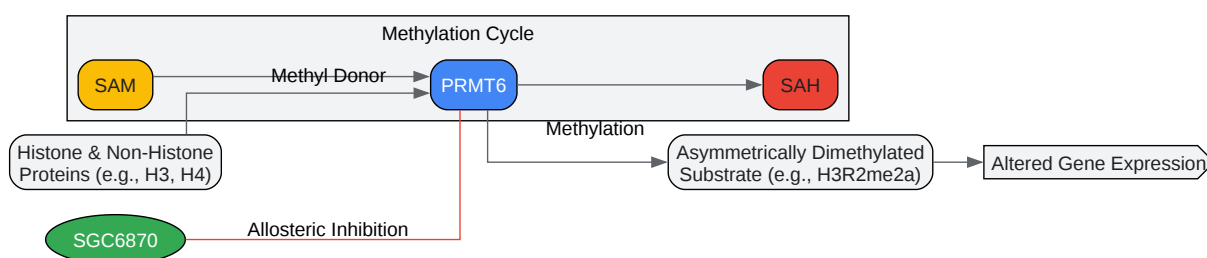 Methylation Cycle
SAM
Methyl Donor
PRMT6
SAH
Methylation
Histone & Non-Histone
Proteins (e.g., H3, H4)
Asymmetrically Dimethylated
Substrate (e.g., H3R2me2a)
Altered Gene Expression
SGC6870
Allosteric Inhibition